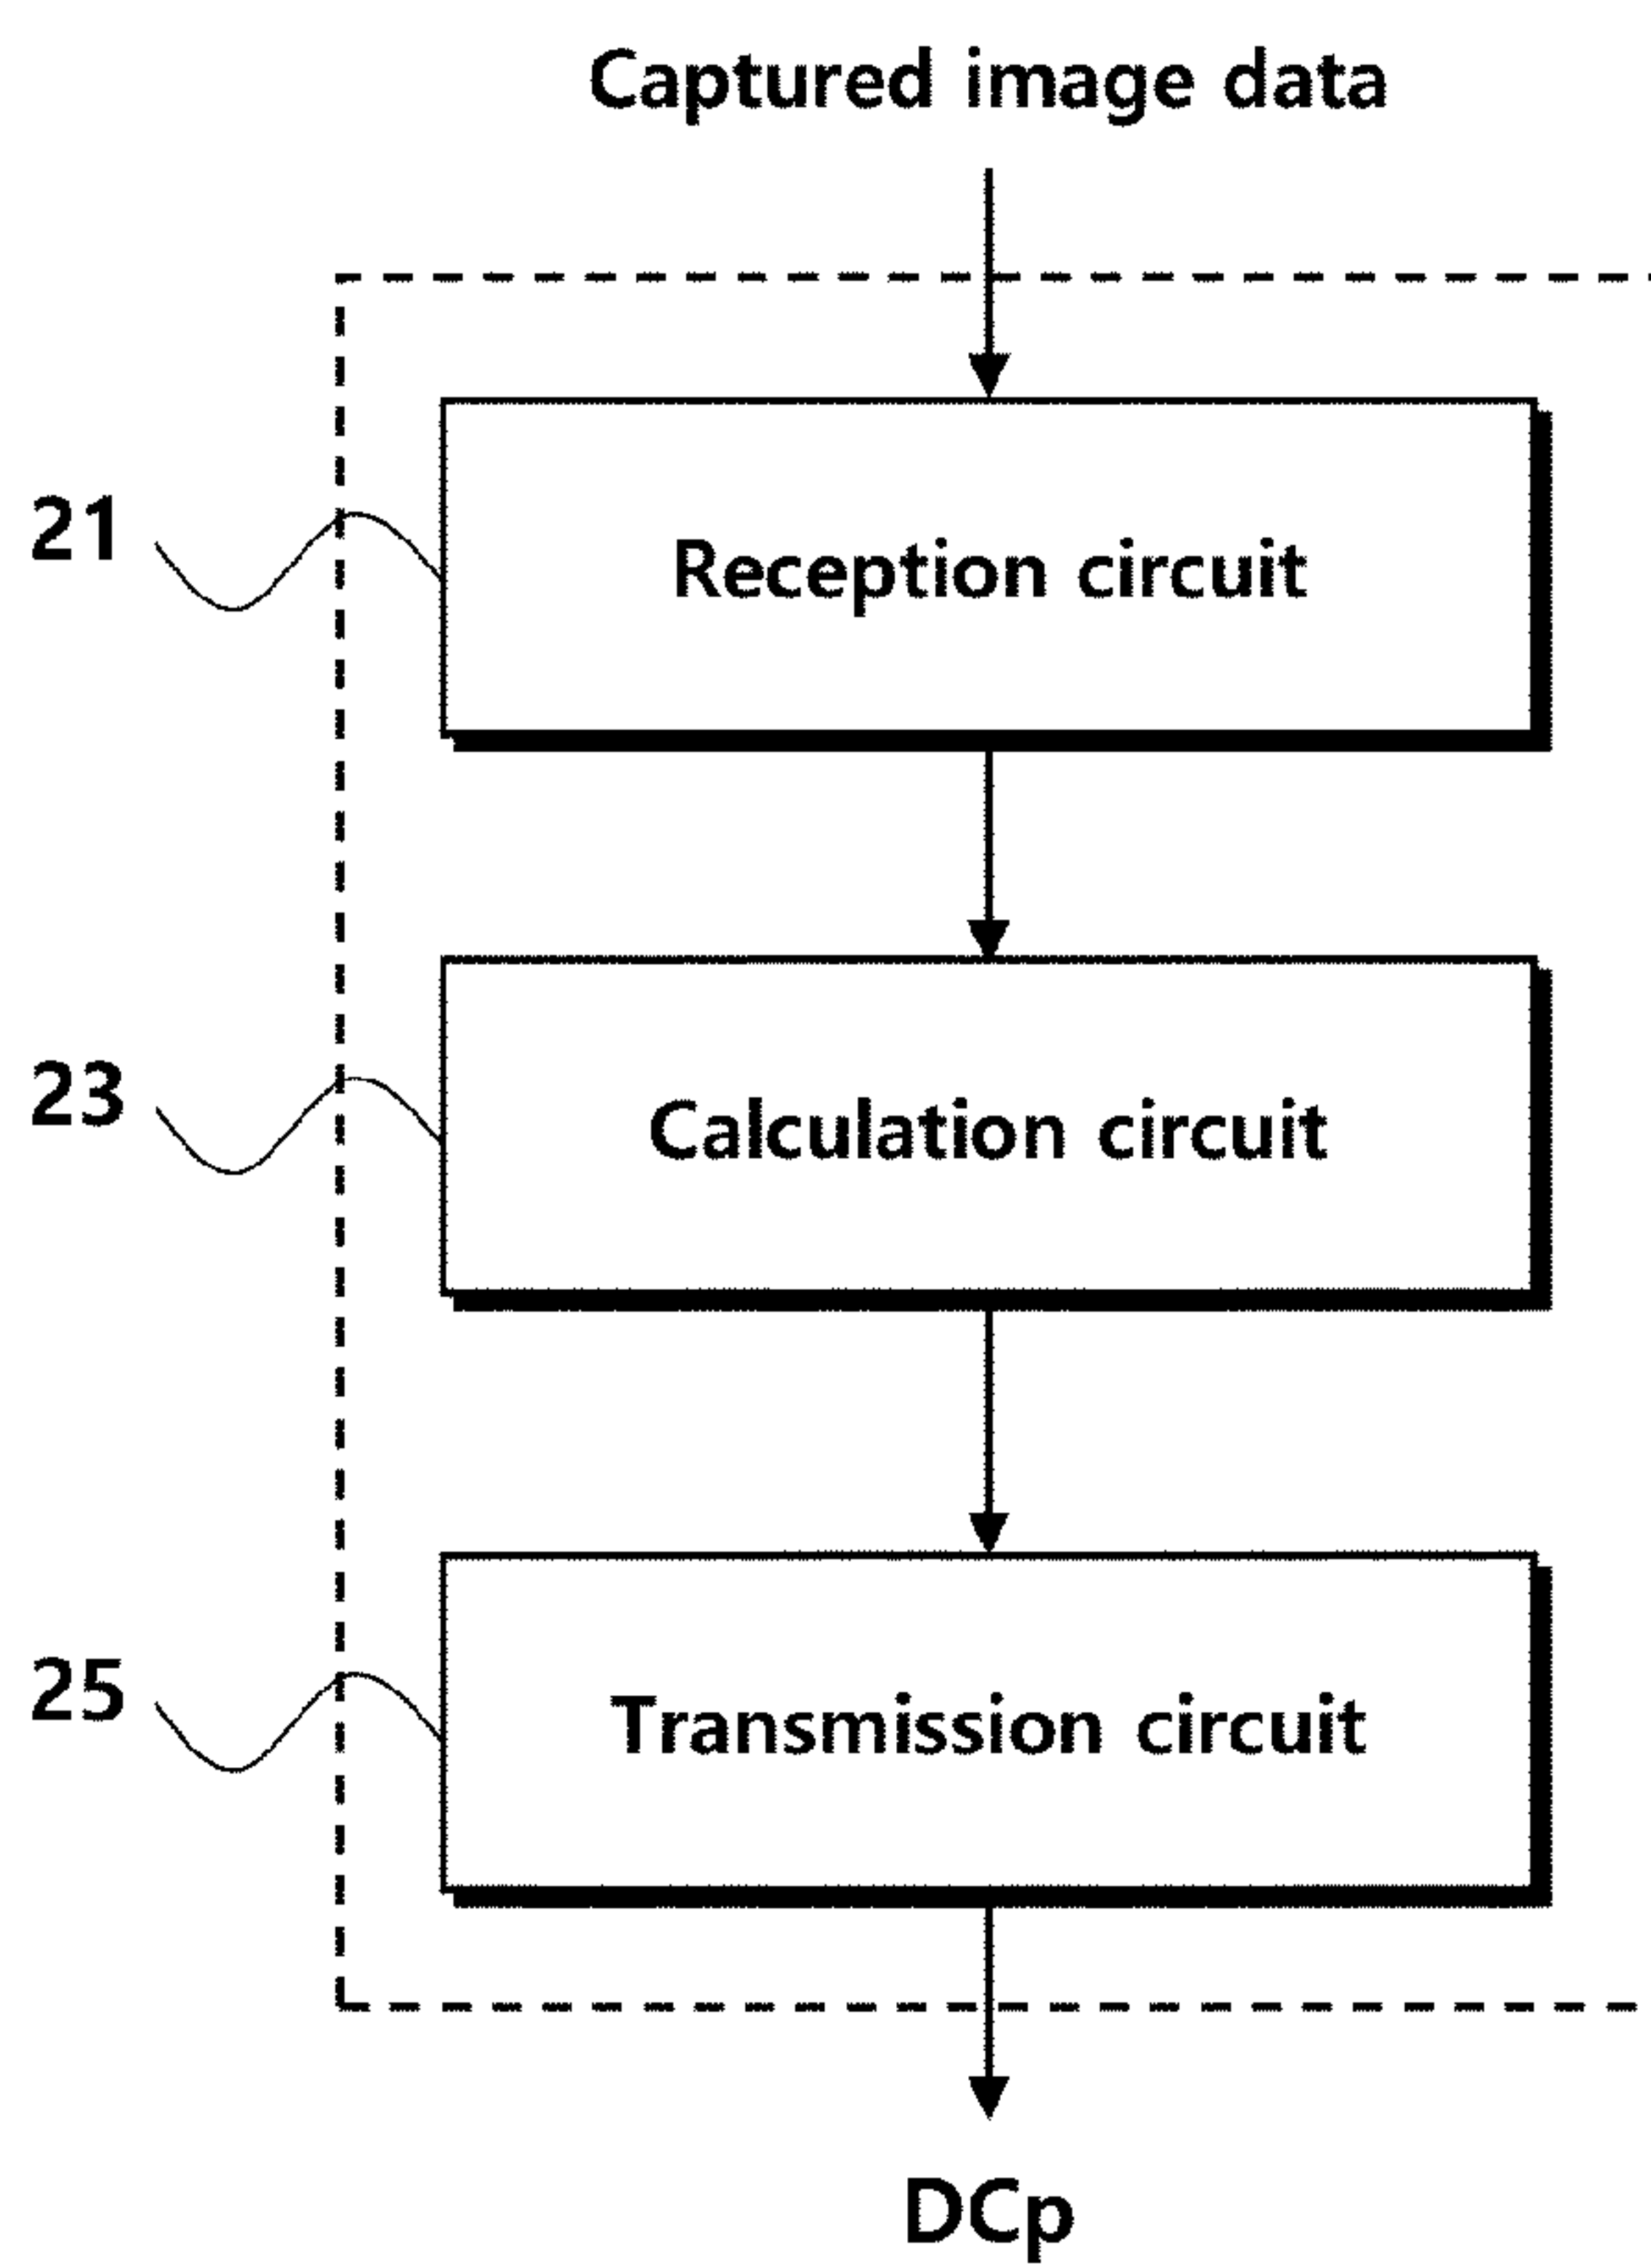 Captured image data
21
Reception circuit
23
Calculation circuit
25
Transmission circuit
DCp